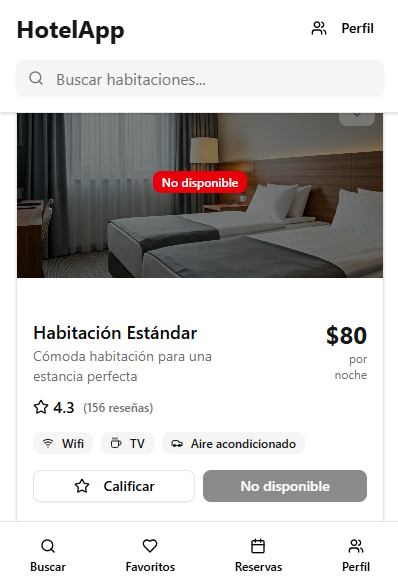 HotelApp
Perfil
Buscar habitaciones...
No disponible
Habitación Estándar
$80
Cómoda habitación para una
estancia perfecta
por
noche
4.3 (156 reseñas)
Wifi
TV
Aire acondicionado
Calificar
No disponible
Buscar
Favoritos
Reservas
Perfil